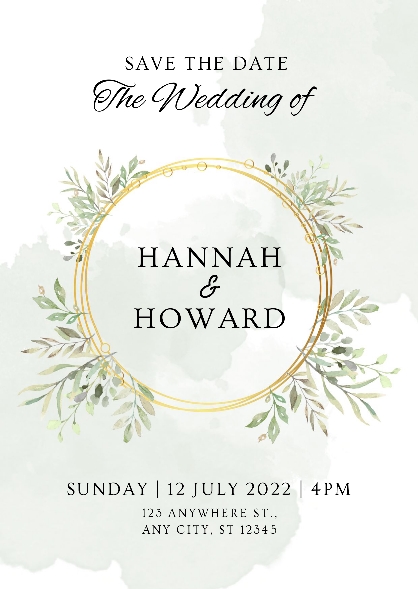 SAVE THE DATE
The Wedding of
HANNAH
&
HOWARD
SUNDAY | 12 JULY 2022 | 4PM
123 ANYWHERE ST.,
ANY CITY, ST 12345